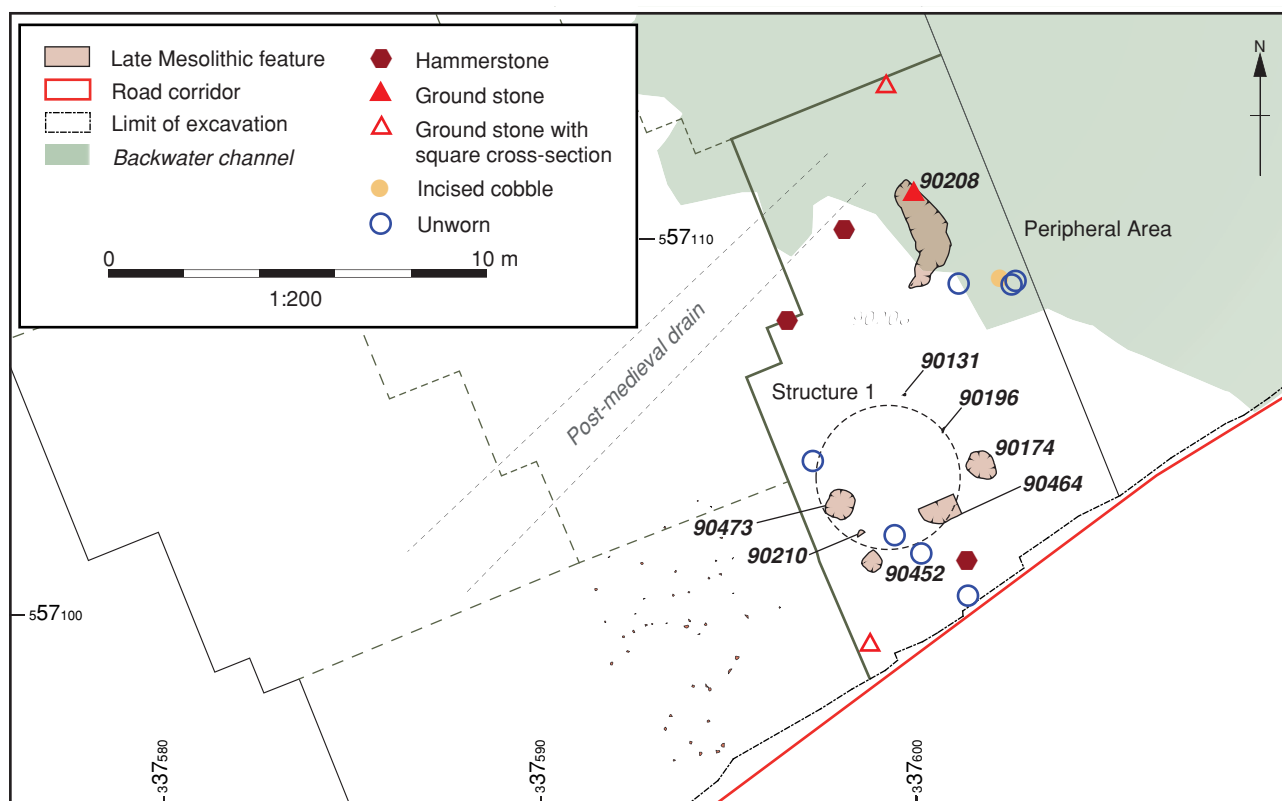 Late Mesolithic feature
Road corridor
Limit of excavation
Backwater channel
Hammerstone
Ground stone
Ground stone with
square cross-section
Incised cobble
Unworn
0
10 m
1:200
N
90208
Peripheral Area
557110
Post-medieval drain
90131
Structure 1
90196
90174
90464
90473
90210
90452
557100
337580
337590
337600